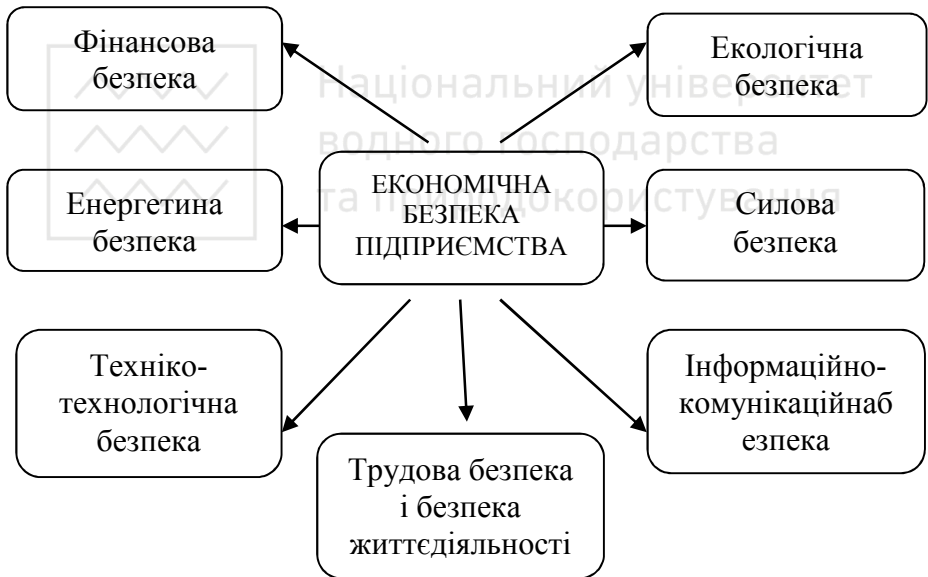 Фінансова
безпека
Екологічна
безпека
Національний університет
водного господарства
та природокористування
Енергетина
безпека
ЕКОНОМІЧНА
БЕЗПЕКА
ПІДПРИЄМСТВА
Силова
безпека
Техніко-
технологічна
безпека
Інформаційно-
комунікаційнаб
езпека
Трудова безпека
і безпека
життєдіяльності